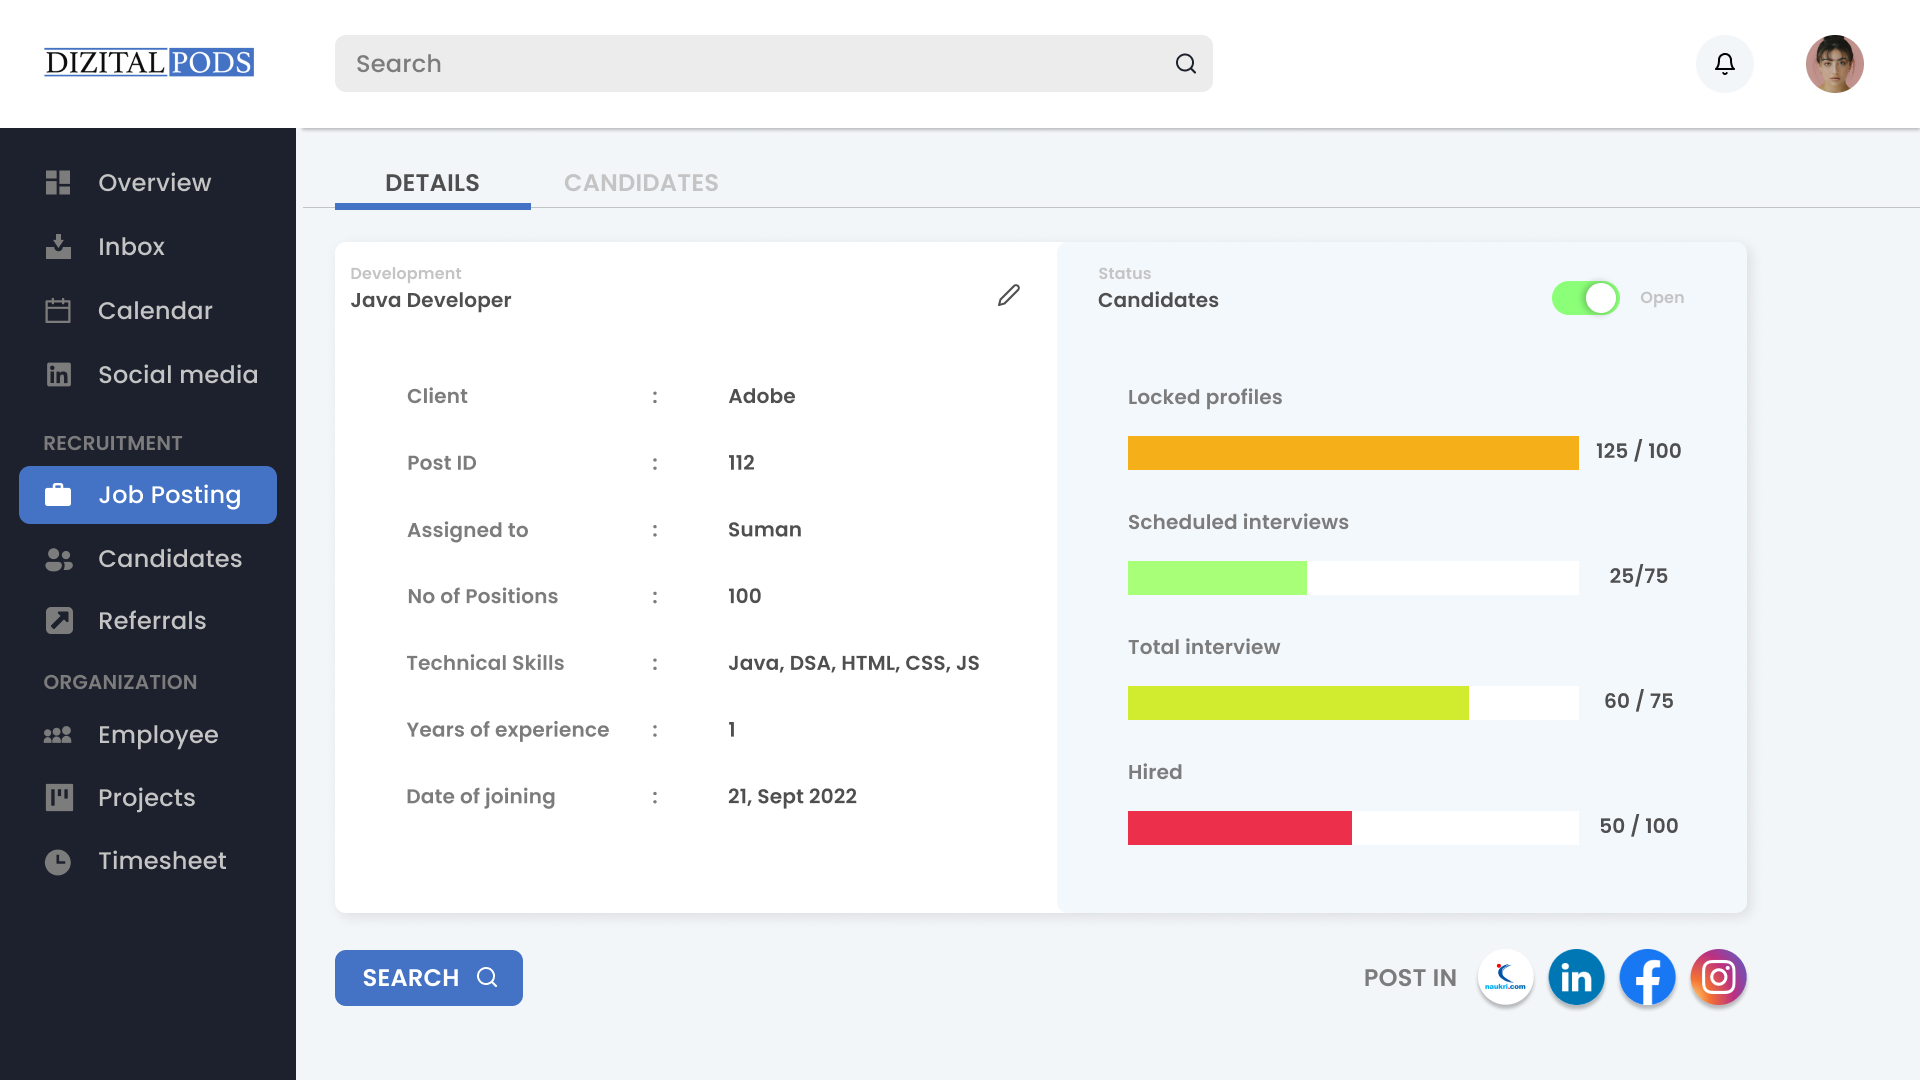 DIZITAL PODS
Search
Overview
Inbox
Calendar
Social media
RECRUITMENT
Job Posting
Candidates
Referrals
ORGANIZATION
Employee
Projects
Timesheet
DETAILS
CANDIDATES
Development
Java Developer
Client : Adobe
Post ID : 112
Assigned to : Suman
No of Positions : 100
Technical Skills : Java, DSA, HTML, CSS, JS
Years of experience : 1
Date of joining : 21, Sept 2022
Status
Candidates
Open
Locked profiles
125 / 100
Scheduled interviews
25/75
Total interview
60 / 75
Hired
50 / 100
SEARCH
POST IN
naukri.com
in